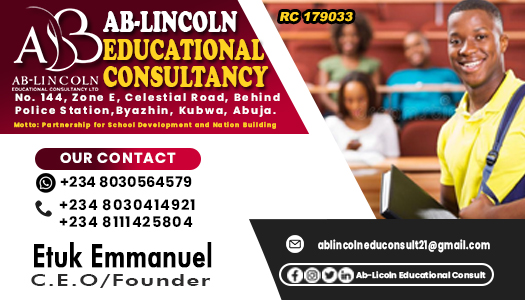 AB-LINCOLN
EDUCATIONAL CONSULTANCY LTD
AB-LINCOLN
EDUCATIONAL
CONSULTANCY
RC 179033
No. 144, Zone E, Celestial Road, Behind
Police Station,Byazhin, Kubwa, Abuja.
Motto: Partnership for School Development and Nation Building
OUR CONTACT
+234 8030564579
+234 8030414921
+234 8111425804
Etuk Emmanuel
C.E.O/Founder
ablincolneduconsult21@gmail.com
Ab-Licoln Educational Consult